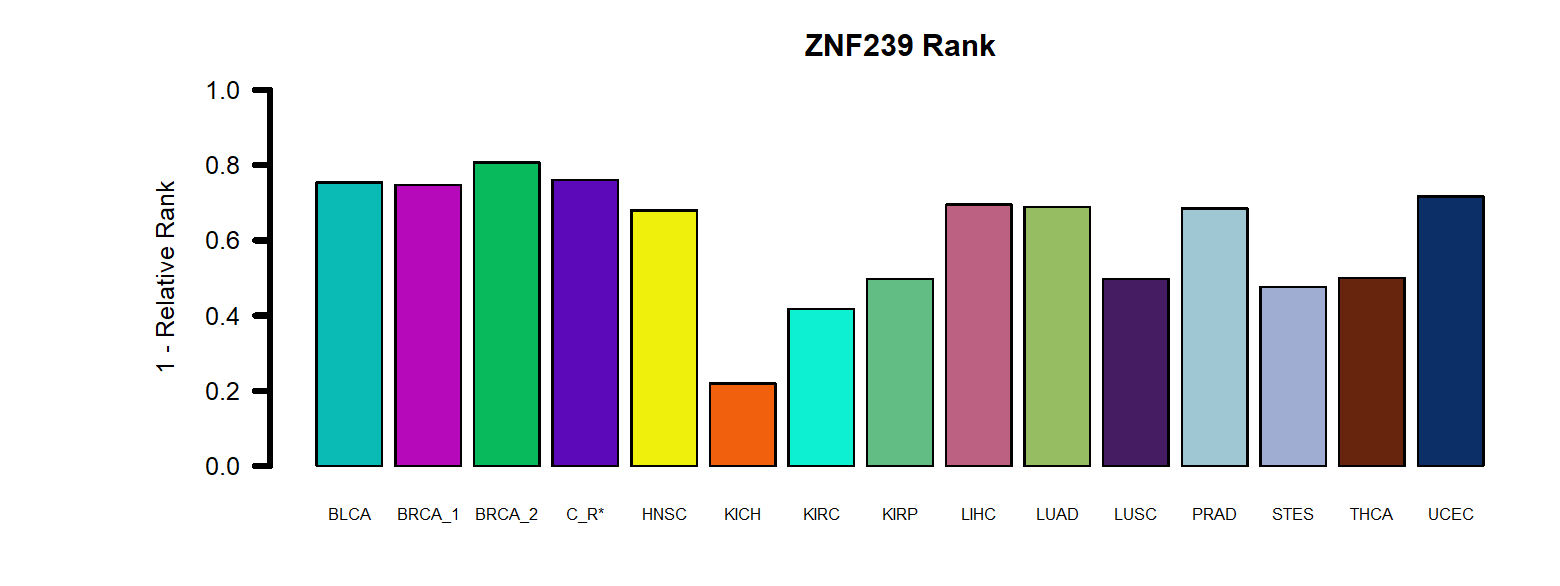 ZNF239 Rank
1 - Relative Rank
1.0
0.8
0.6
0.4
0.2
0.0
BLCA BRCA_1 BRCA_2 C_R* HNSC KICH KIRC KIRP LIHC LUAD LUSC PRAD STES THCA UCEC